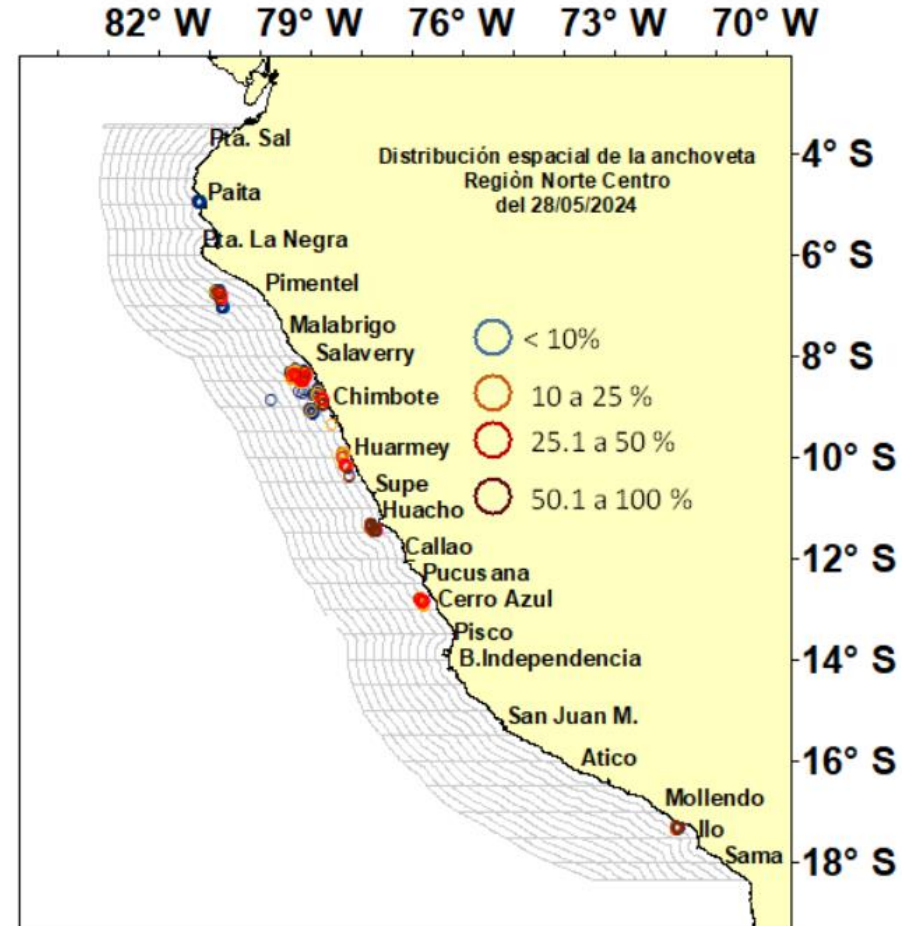 82° W 79° W 76° W 73° W 70° W
Pta. Sal
Distribución espacial de la anchoveta
Regiòn Norte Centro
del 28/05/2024
4° S
Paita
Pta. La Negra
6° S
Pimentel
Malabrigo
Salaverry
8° S
< 10%
Chimbote
10 a 25 %
Huarmey
25.1 a 50 %
10° S
Supe
50.1 a 100 %
Huacho
Callao
12° S
Pucusana
Cerro Azul
Pisco
B.Independencia
14° S
San Juan M.
Atico
16° S
Mollendo
Ilo
Sama
18° S